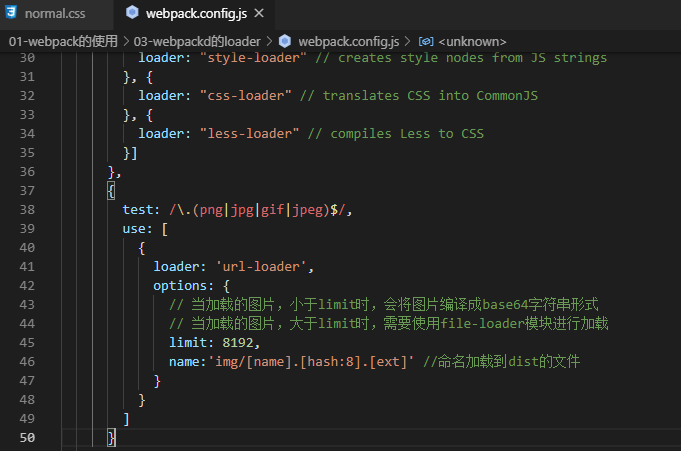 normal.css
webpack.config.js ×
01-webpack的使用 > 03-webpackd的loader > webpack.config.js > <unknown>
30 loader: "style-loader" // creates style nodes from JS strings
31 }, {
32 loader: "css-loader" // translates CSS into CommonJS
33 }, {
34 loader: "less-loader" // compiles Less to CSS
35 }]
36 },
37 {
38 test: /\.(png|jpg|gif|jpeg)$/,
39 use: [
40 {
41 loader: 'url-loader',
42 options: {
43 // 当加载的图片，小于limit时，会将图片编译成base64字符串形式
44 // 当加载的图片，大于limit时，需要使用file-loader模块进行加载
45 limit: 8192,
46 name:'img/[name].[hash:8].[ext]' //命名加载到dist的文件
47 }
48 }
49 ]
50 }